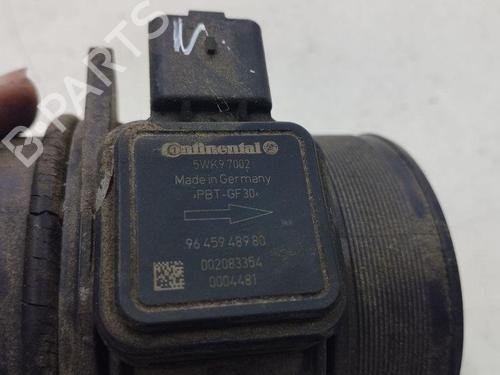 Continental
5WK9 7002
Made in Germany
>PBT-GF30<
96 459 489 80
002083354
0004481
B-PARTS